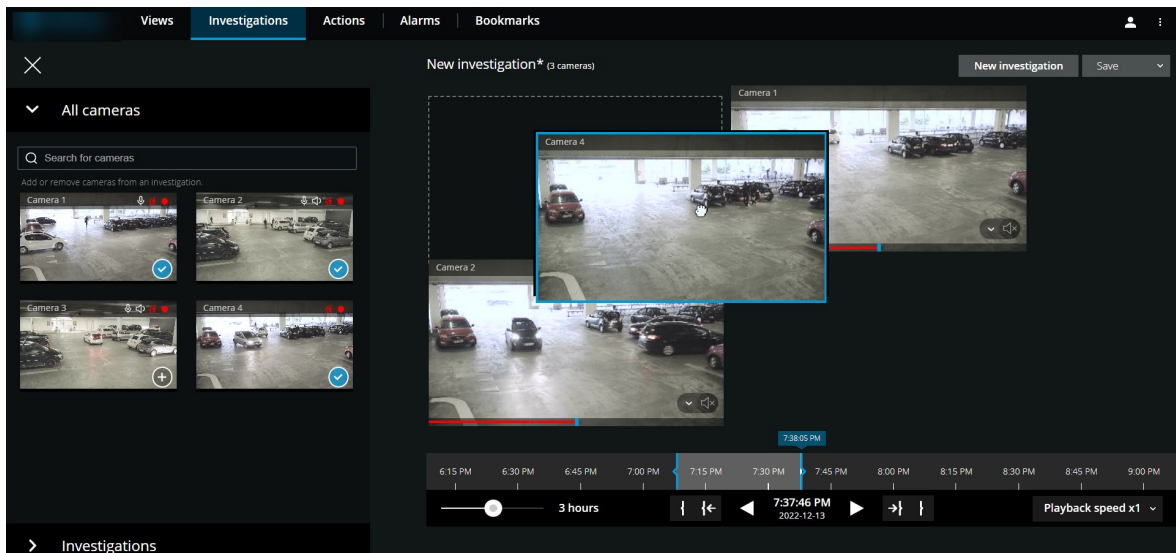 Views Investigations Actions Alarms Bookmarks
New investigation* (3 cameras) New investigation Save
All cameras
Search for cameras
Add or remove cameras from an investigation.
Camera 1 Camera 2
Camera 3 Camera 4
Camera 1
Camera 4
Camera 2
7:38:05 PM
6:15 PM 6:30 PM 6:45 PM 7:00 PM 7:15 PM 7:30 PM 7:45 PM 8:00 PM 8:15 PM 8:30 PM 8:45 PM 9:00 PM
3 hours 7:37:46 PM Playback speed x1
2022-12-13
Investigations